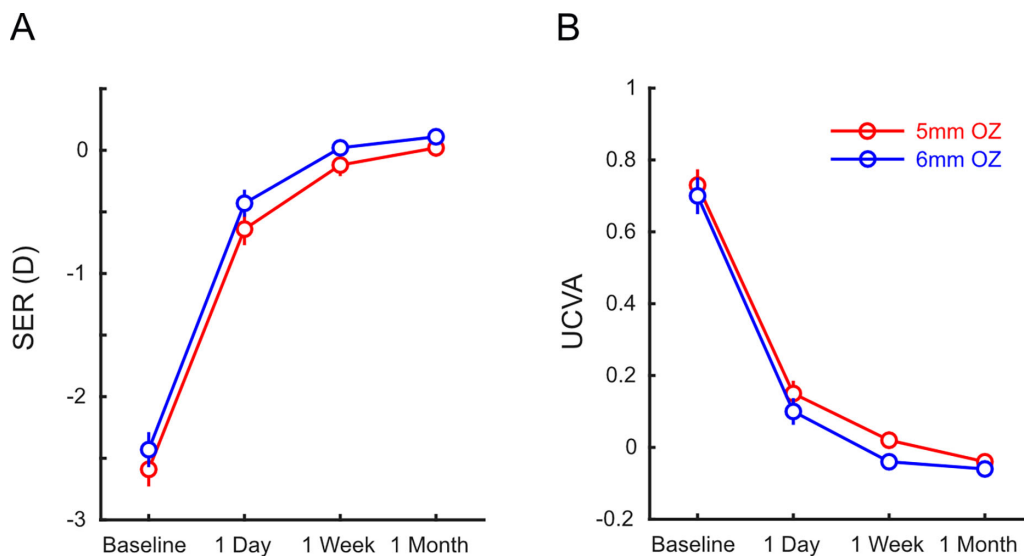 A
B
SER (D)
0
-1
-2
-3
Baseline 1 Day 1 Week 1 Month
UCVA
1
0.8
0.6
0.4
0.2
0
-0.2
5mm OZ
6mm OZ
Baseline 1 Day 1 Week 1 Month